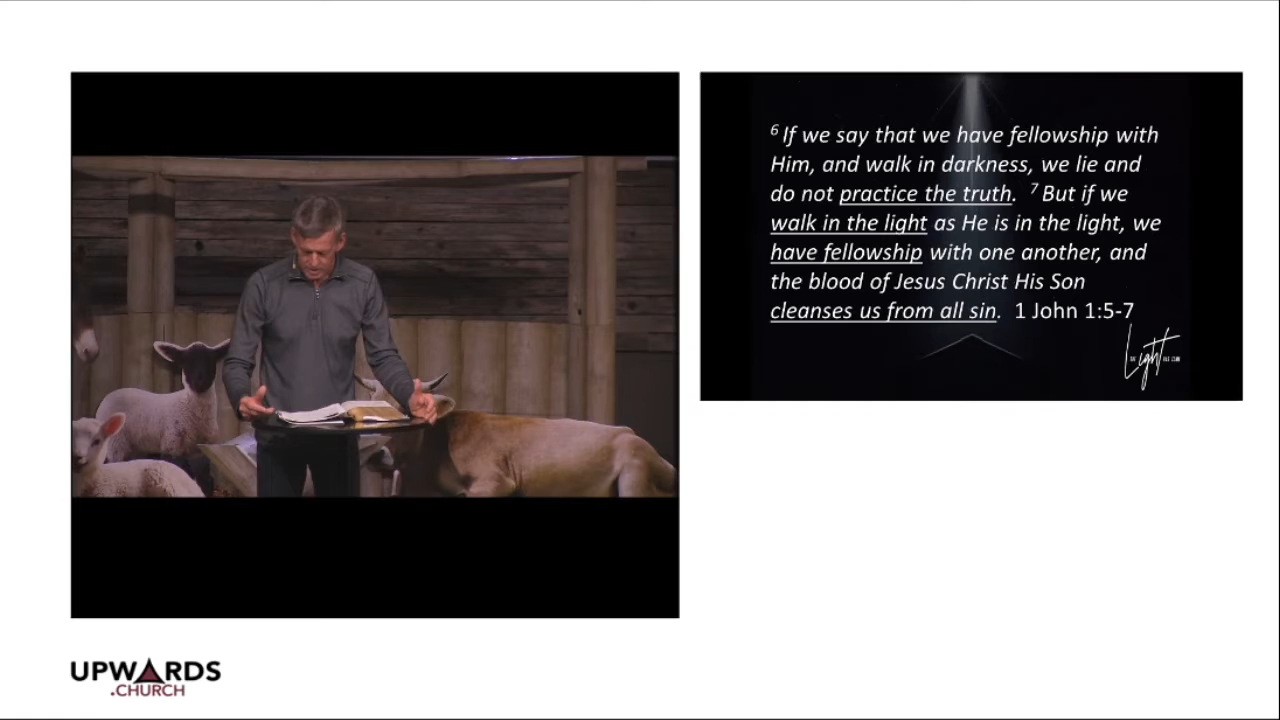 ⁶ If we say that we have fellowship with
Him, and walk in darkness, we lie and
do not practice the truth. ⁷ But if we
walk in the light as He is in the light, we
have fellowship with one another, and
the blood of Jesus Christ His Son
cleanses us from all sin. 1 John 1:5-7
Light
UPWARDS
.CHURCH